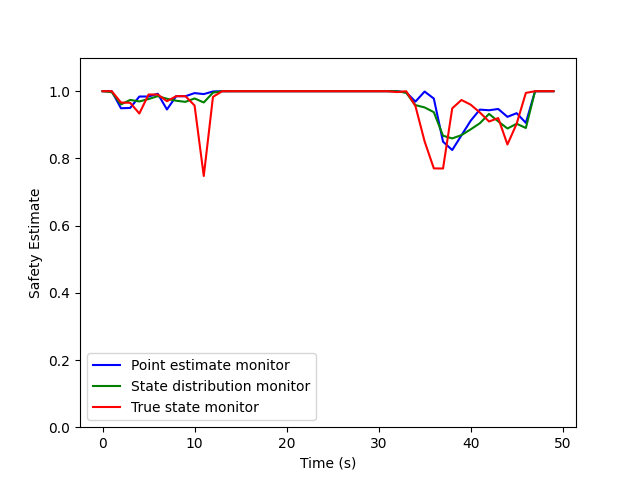 1.0
0.8
0.6
0.4
0.2
0.0
Safety Estimate
Point estimate monitor
State distribution monitor
True state monitor
0 10 20 30 40 50
Time (s)